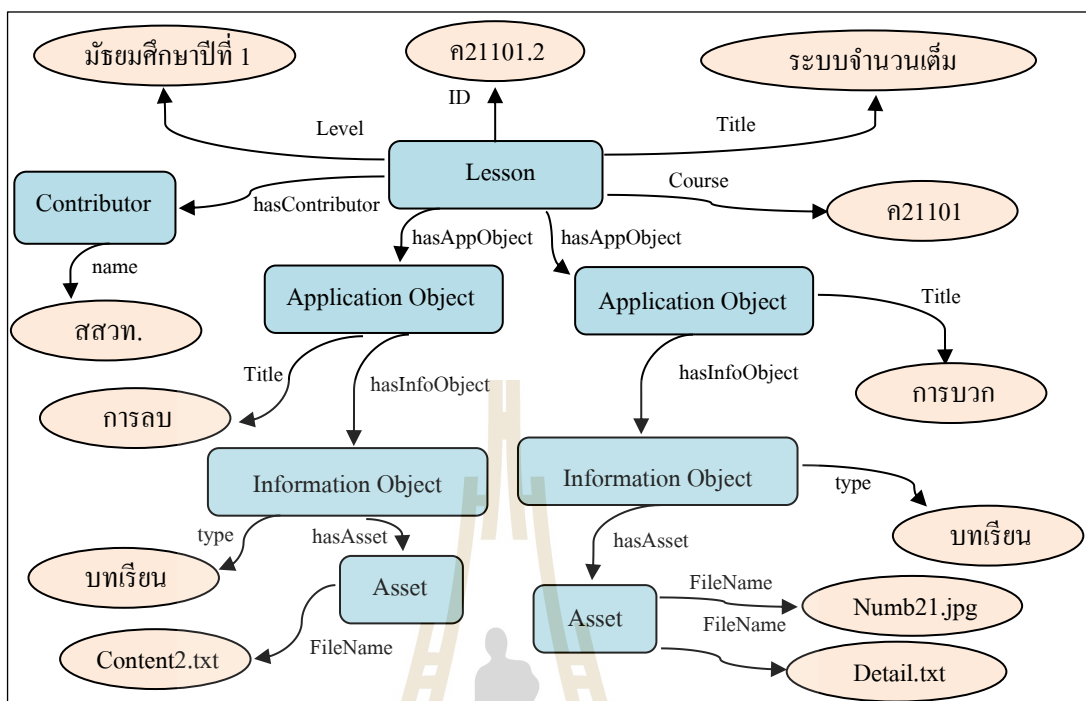 มัธยมศึกษาปีที่ 1
ค21101.2
ระบบจำนวนเต็ม
ID
Level
Title
Lesson
Contributor
hasContributor
Course
ค21101
hasAppObject
hasAppObject
name
Application Object
Application Object
Title
สสวท.
Title
hasInfoObject
hasInfoObject
การลบ
การบวก
Information Object
Information Object
type
type
hasAsset
hasAsset
บทเรียน
บทเรียน
Asset
Asset
FileName
Numb21.jpg
FileName
FileName
Content2.txt
Detail.txt